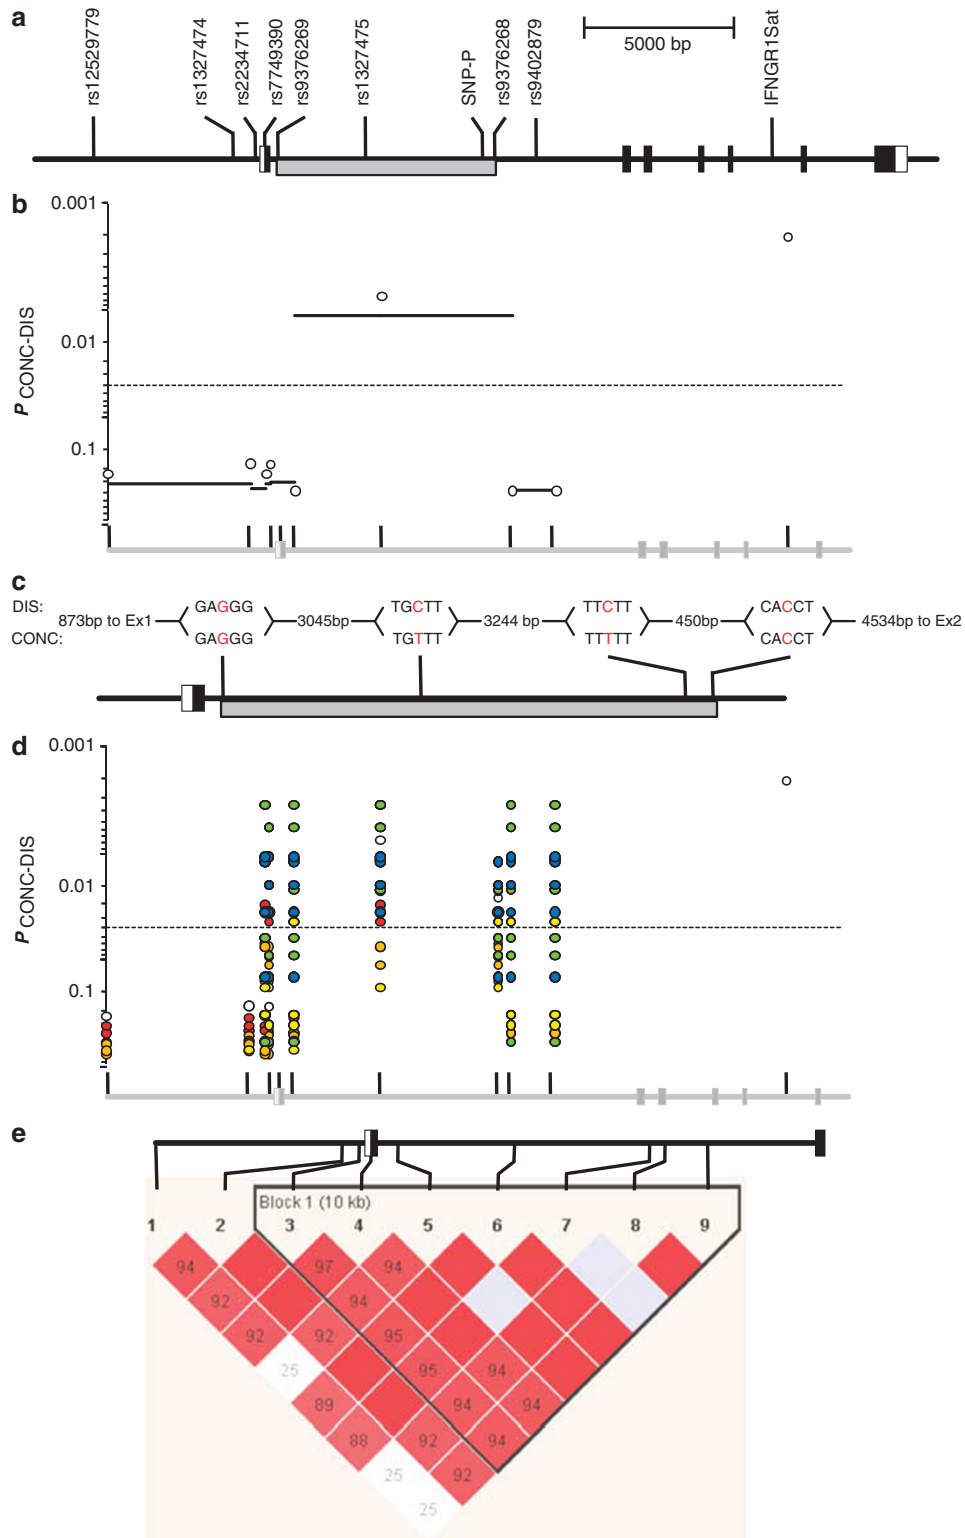 a
rs12529779
rs1327474
rs2234711
rs7749390
rs9376269
rs1327475
SNP-P
rs9376268
rs9402879
5000 bp
IFNGR1Sat
b
0.001
0.01
0.1
P CONC-DIS
c
DIS: GAGGG TGCTT TTCTT CACCT
873bp to Ex1 3045bp 3244 bp 450bp 4534bp to Ex2
CONC: GAGGG TGTTT TTTTT CACCT
d
0.001
0.01
0.1
P CONC-DIS
e
Block 1 (10 kb)
1 2 3 4 5 6 7 8 9
94 97 94
92 94
92 92 95
25 95 94
89 94 94
88 92 94
25 92
25